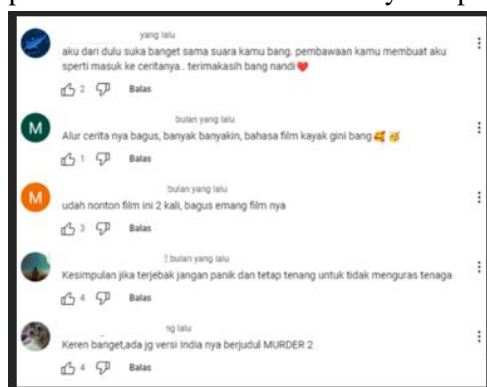 yang lalu
aku dari dulu suka banget sama suara kamu bang. pembawaan kamu membuat aku
sperti masuk ke ceritanya.. terimakasih bang nandi❤️
2 Balas
M
bulan yang lalu
Alur cerita nya bagus, banyak banyakin, bahasa film kayak gini bang🥰 🥳
1 Balas
M
bulan yang lalu
udah nonton film ini 2 kali, bagus emang film nya
3 Balas
bulan yang lalu
Kesimpulan jika terjebak jangan panik dan tetap tenang untuk tidak menguras tenaga
4 Balas
ng lalu
Keren banget,ada jg versi India nya berjudul MURDER 2
4 Balas